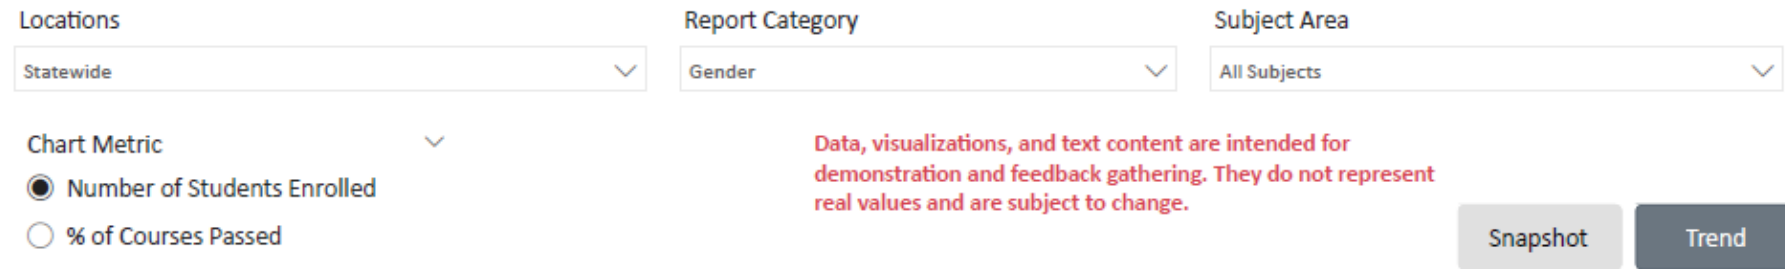 Locations
Report Category
Subject Area
Statewide
Gender
All Subjects
Chart Metric
Number of Students Enrolled
% of Courses Passed
Data, visualizations, and text content are intended for
demonstration and feedback gathering. They do not represent
real values and are subject to change.
Snapshot
Trend